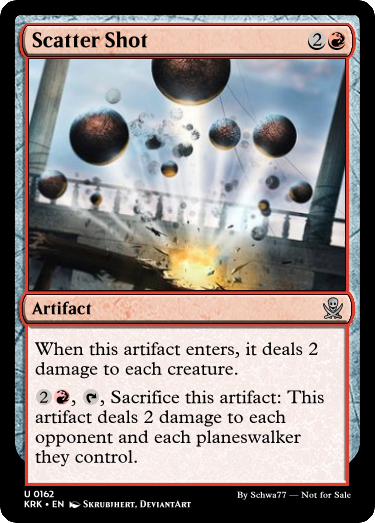 Scatter Shot 2
Artifact
When this artifact enters, it deals 2
damage to each creature.
2 , , Sacrifice this artifact: This
artifact deals 2 damage to each
opponent and each planeswalker
they control.
U 0162
KRK • EN SKRUBJHERT, DEVIANTART
By Schwa77 — Not for Sale